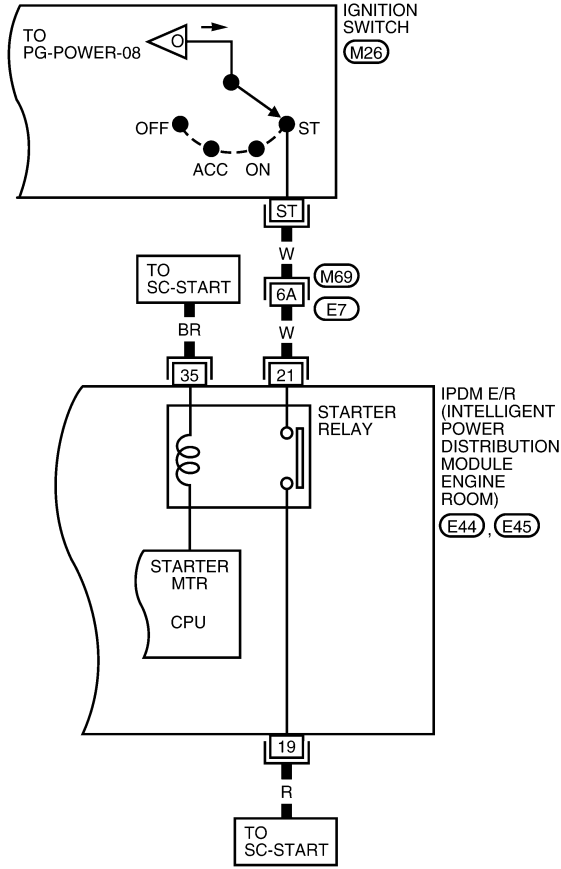 IGNITION
SWITCH
M26
TO
PG-POWER-08
O
OFF
ST
ACC
ON
ST
W
TO
SC-START
6A
M69
E7
BR
W
35
21
STARTER
RELAY
IPDM E/R
(INTELLIGENT
POWER
DISTRIBUTION
MODULE
ENGINE
ROOM)
E44 , E45
STARTER
MTR
CPU
19
R
TO
SC-START